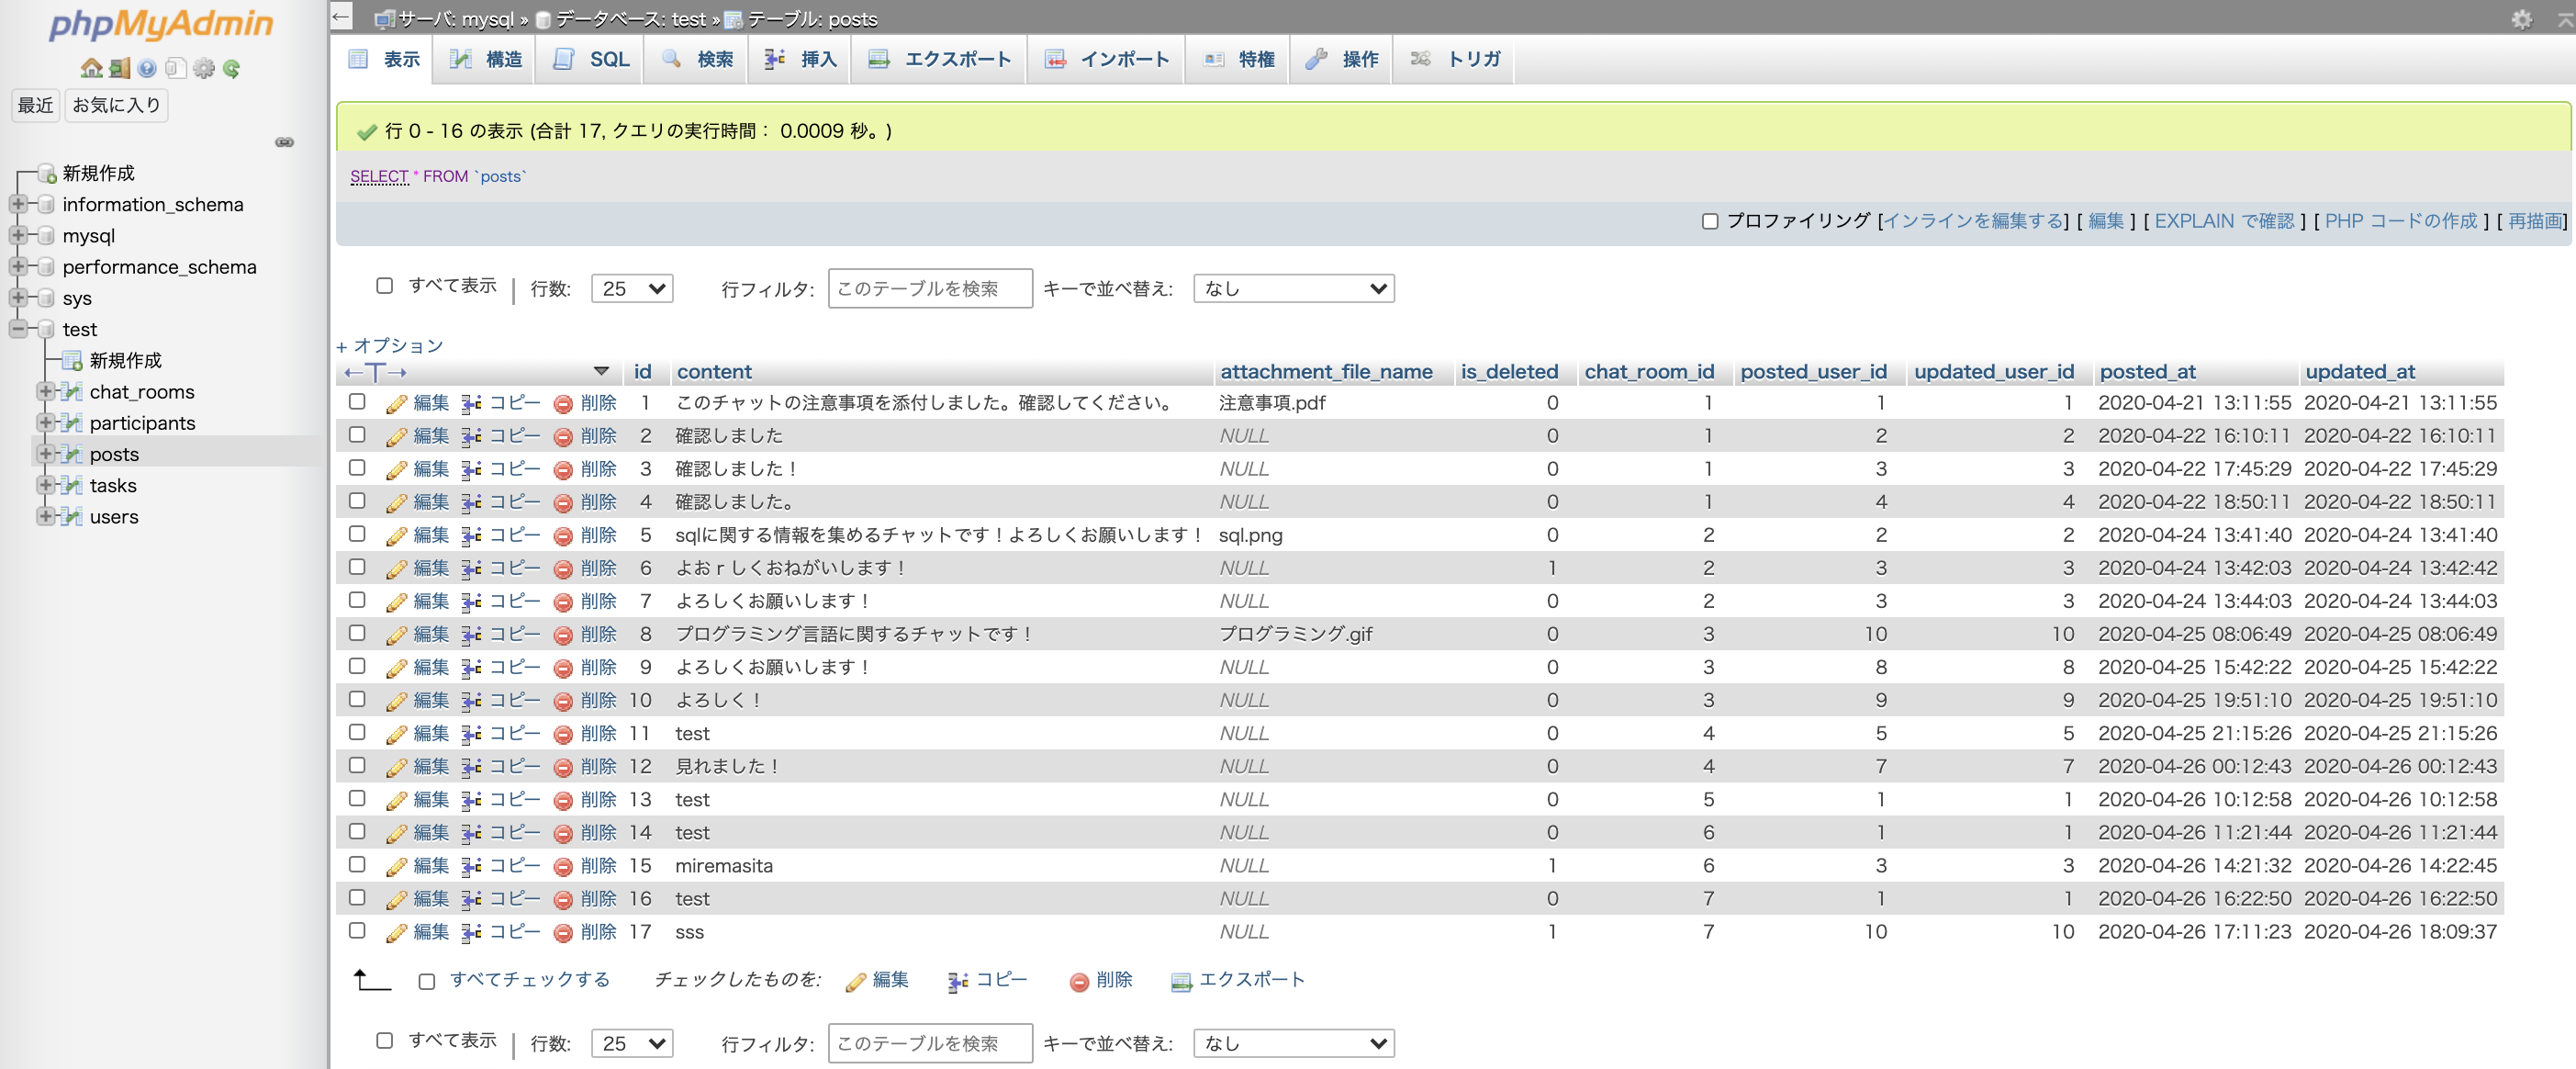 phpMyAdmin
最近 お気に入り
新規作成
information_schema
mysql
performance_schema
sys
test
新規作成
chat_rooms
participants
posts
tasks
users
サーバ: mysql » データベース: test » テーブル: posts
表示 構造 SQL 検索 挿入 エクスポート インポート 特権 操作 トリガ
行 0 - 16 の表示 (合計 17, クエリの実行時間： 0.0009 秒。)
SELECT * FROM `posts`
プロファイリング [インラインを編集する] [ 編集 ] [ EXPLAIN で確認 ] [ PHP コードの作成 ] [ 再描画]
すべて表示 | 行数: 25 行フィルタ: このテーブルを検索 キーで並べ替え: なし
+ オプション
←T→ id content attachment_file_name is_deleted chat_room_id posted_user_id updated_user_id posted_at updated_at
編集 コピー 削除 1 このチャットの注意事項を添付しました。確認してください。 注意事項.pdf 0 1 1 1 2020-04-21 13:11:55 2020-04-21 13:11:55
編集 コピー 削除 2 確認しました NULL 0 1 2 2 2020-04-22 16:10:11 2020-04-22 16:10:11
編集 コピー 削除 3 確認しました！ NULL 0 1 3 3 2020-04-22 17:45:29 2020-04-22 17:45:29
編集 コピー 削除 4 確認しました。 NULL 0 1 4 4 2020-04-22 18:50:11 2020-04-22 18:50:11
編集 コピー 削除 5 sqlに関する情報を集めるチャットです！よろしくお願いします！ sql.png 0 2 2 2 2020-04-24 13:41:40 2020-04-24 13:41:40
編集 コピー 削除 6 よおｒしくおねがいします！ NULL 1 2 3 3 2020-04-24 13:42:03 2020-04-24 13:42:42
編集 コピー 削除 7 よろしくお願いします！ NULL 0 2 3 3 2020-04-24 13:44:03 2020-04-24 13:44:03
編集 コピー 削除 8 プログラミング言語に関するチャットです！ プログラミング.gif 0 3 10 10 2020-04-25 08:06:49 2020-04-25 08:06:49
編集 コピー 削除 9 よろしくお願いします！ NULL 0 3 8 8 2020-04-25 15:42:22 2020-04-25 15:42:22
編集 コピー 削除 10 よろしく！ NULL 0 3 9 9 2020-04-25 19:51:10 2020-04-25 19:51:10
編集 コピー 削除 11 test NULL 0 4 5 5 2020-04-25 21:15:26 2020-04-25 21:15:26
編集 コピー 削除 12 見れました！ NULL 0 4 7 7 2020-04-26 00:12:43 2020-04-26 00:12:43
編集 コピー 削除 13 test NULL 0 5 1 1 2020-04-26 10:12:58 2020-04-26 10:12:58
編集 コピー 削除 14 test NULL 0 6 1 1 2020-04-26 11:21:44 2020-04-26 11:21:44
編集 コピー 削除 15 miremasita NULL 1 6 3 3 2020-04-26 14:21:32 2020-04-26 14:22:45
編集 コピー 削除 16 test NULL 0 7 1 1 2020-04-26 16:22:50 2020-04-26 16:22:50
編集 コピー 削除 17 sss NULL 1 7 10 10 2020-04-26 17:11:23 2020-04-26 18:09:37
すべてチェックする チェックしたものを: 編集 コピー 削除 エクスポート
すべて表示 | 行数: 25 行フィルタ: このテーブルを検索 キーで並べ替え: なし